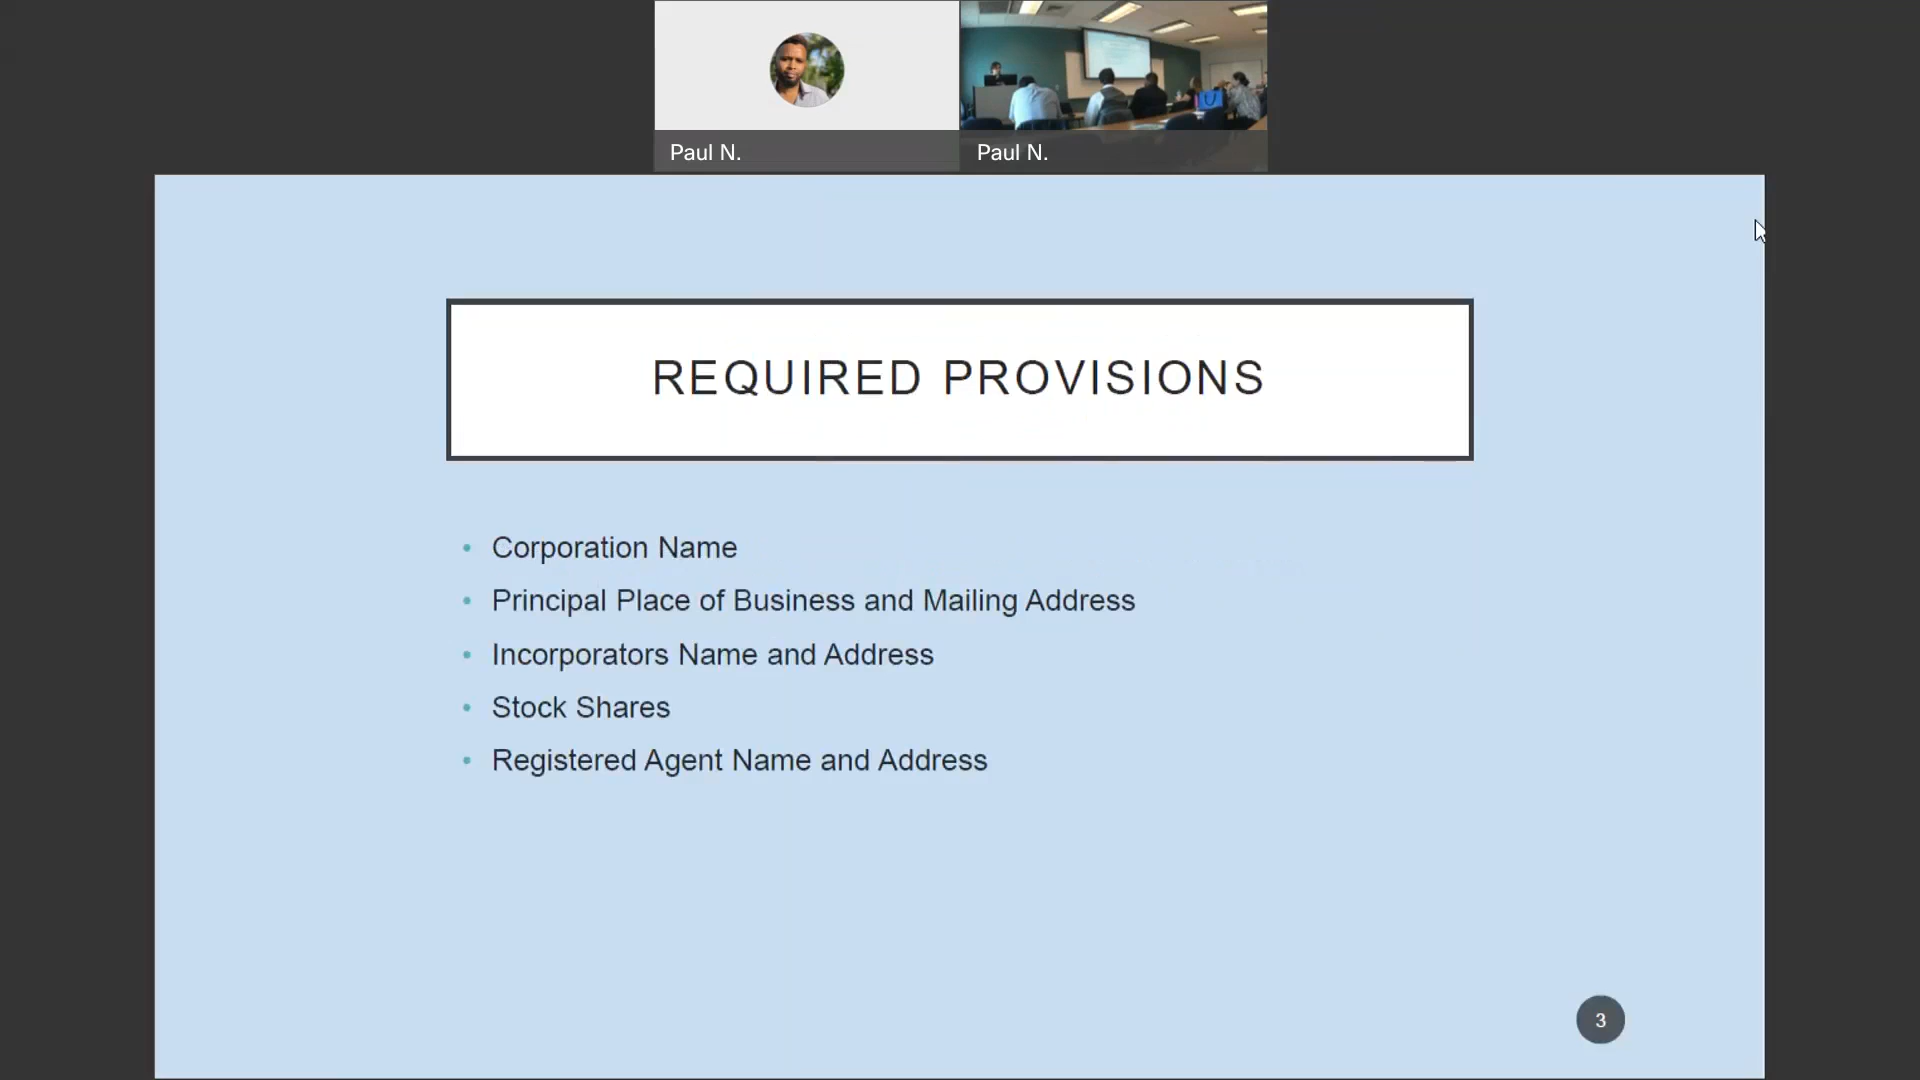 Paul N.
Paul N.
REQUIRED PROVISIONS
• Corporation Name
• Principal Place of Business and Mailing Address
• Incorporators Name and Address
• Stock Shares
• Registered Agent Name and Address
3